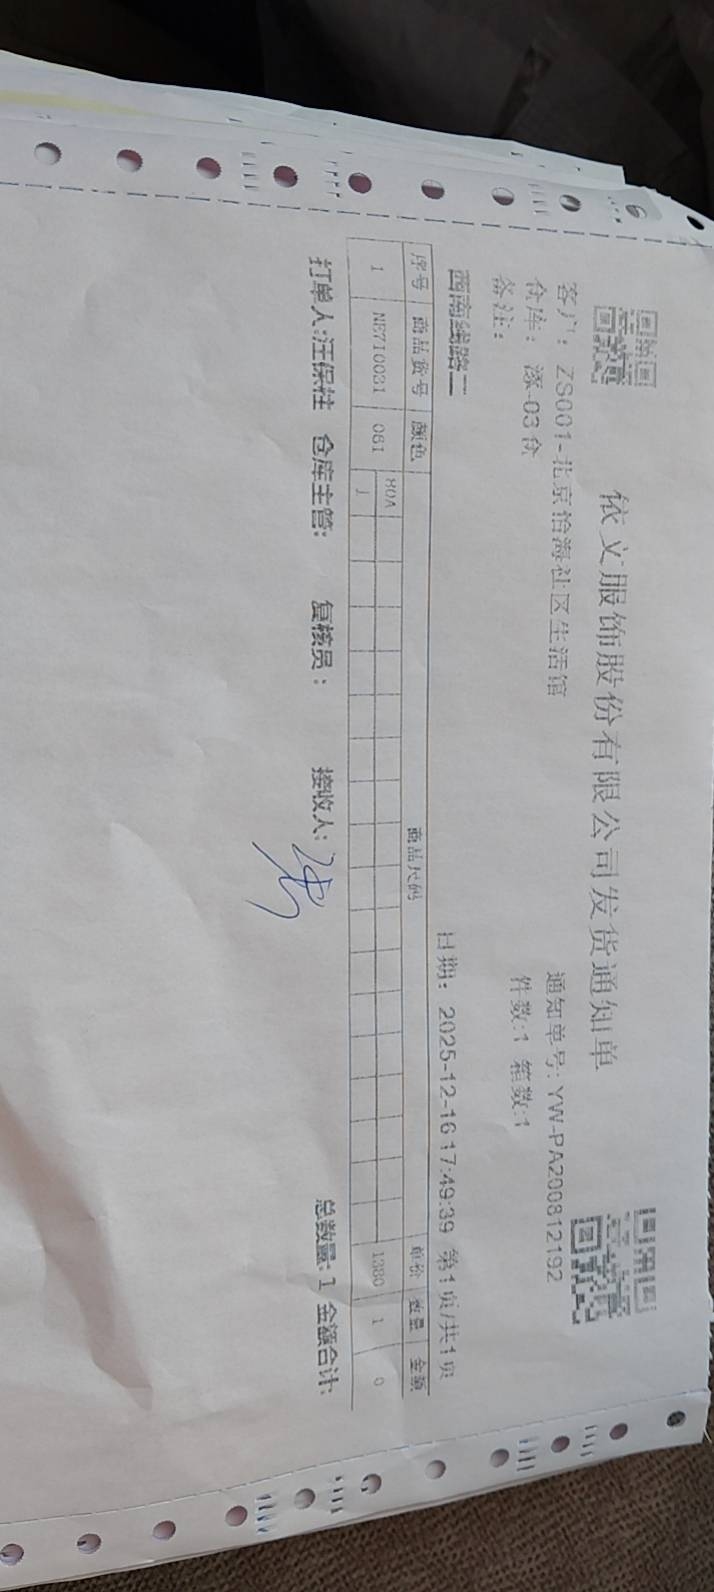 依文服饰股份有限公司发货通知单
客户: ZS001-北京怡海社区生活馆 通知单号: YW-PA200812192
仓库: 涿-03仓 件数:1 箱数:1
备注:
西南线路二 日期: 2025-12-16 17:49:39 第1页/共1页
序号 商品货号 颜色 商品尺码 单价 数量 金额
80A
1 NE710031 061 1 1380 1 0
打单人:汪保柱 仓库主管: 复核员: 接收人: 总数量: 1 金额合计: